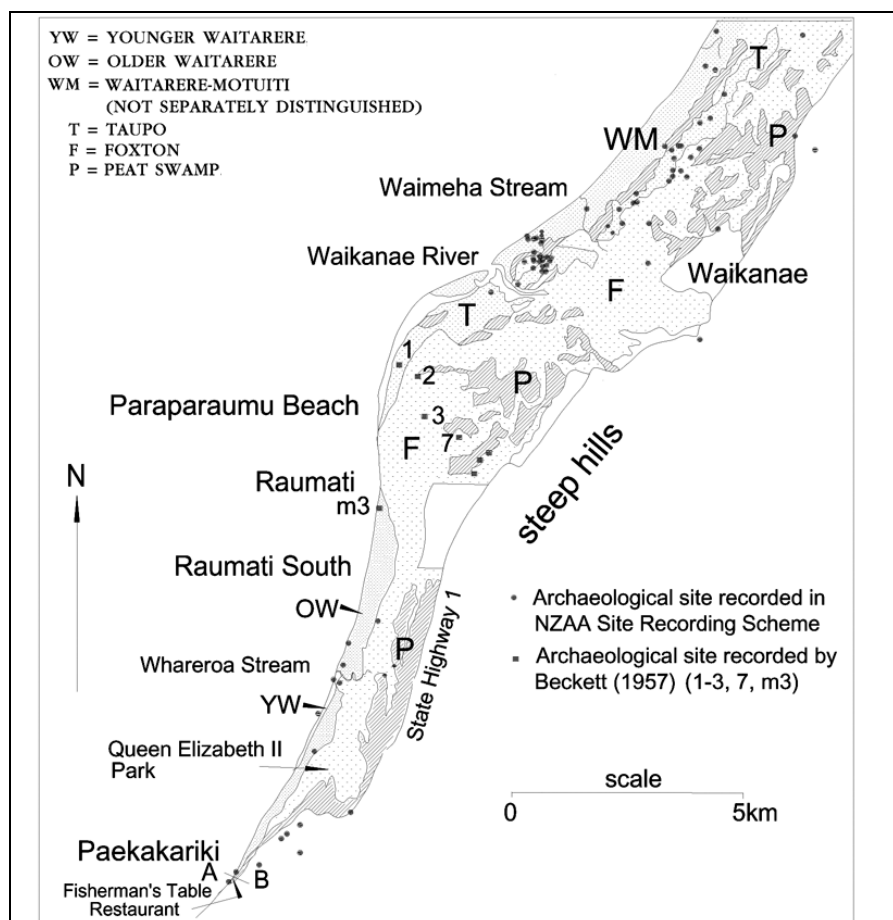 YW = YOUNGER WAITARERE
OW = OLDER WAITARERE
WM = WAITARERE-MOTUITI
(NOT SEPARATELY DISTINGUISHED)
T = TAUPO
F = FOXTON
P = PEAT SWAMP
T
WM
P
Waimeha Stream
Waikanae River
Waikanae
F
T
1
2
P
Paraparaumu Beach
3
F
7
steep hills
N
Raumati
m3
Raumati South
OW
P
State Highway 1
Archaeological site recorded in
NZAA Site Recording Scheme
Whareroa Stream
Archaeological site recorded by
Beckett (1957) (1-3, 7, m3)
YW
Queen Elizabeth II
Park
scale
0 5km
Paekakariki
A
B
Fisherman's Table
Restaurant